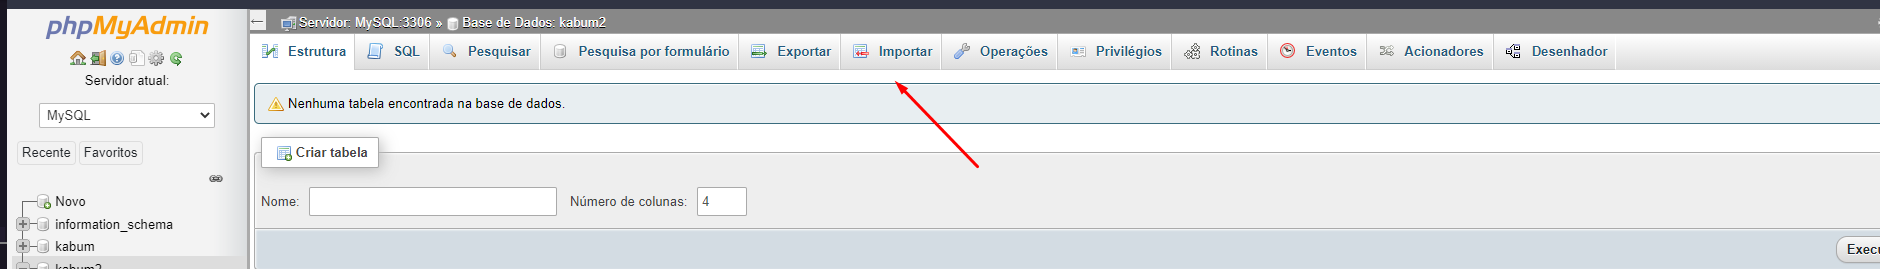 phpMyAdmin
Servidor atual:
MySQL
Recente Favoritos
Novo
information_schema
kabum
kabum2
Servidor: MySQL:3306 » Base de Dados: kabum2
Estrutura SQL Pesquisar Pesquisa por formulário Exportar Importar Operações Privilégios Rotinas Eventos Acionadores Desenhador
Nenhuma tabela encontrada na base de dados.
Criar tabela
Nome: Número de colunas: 4
Execu